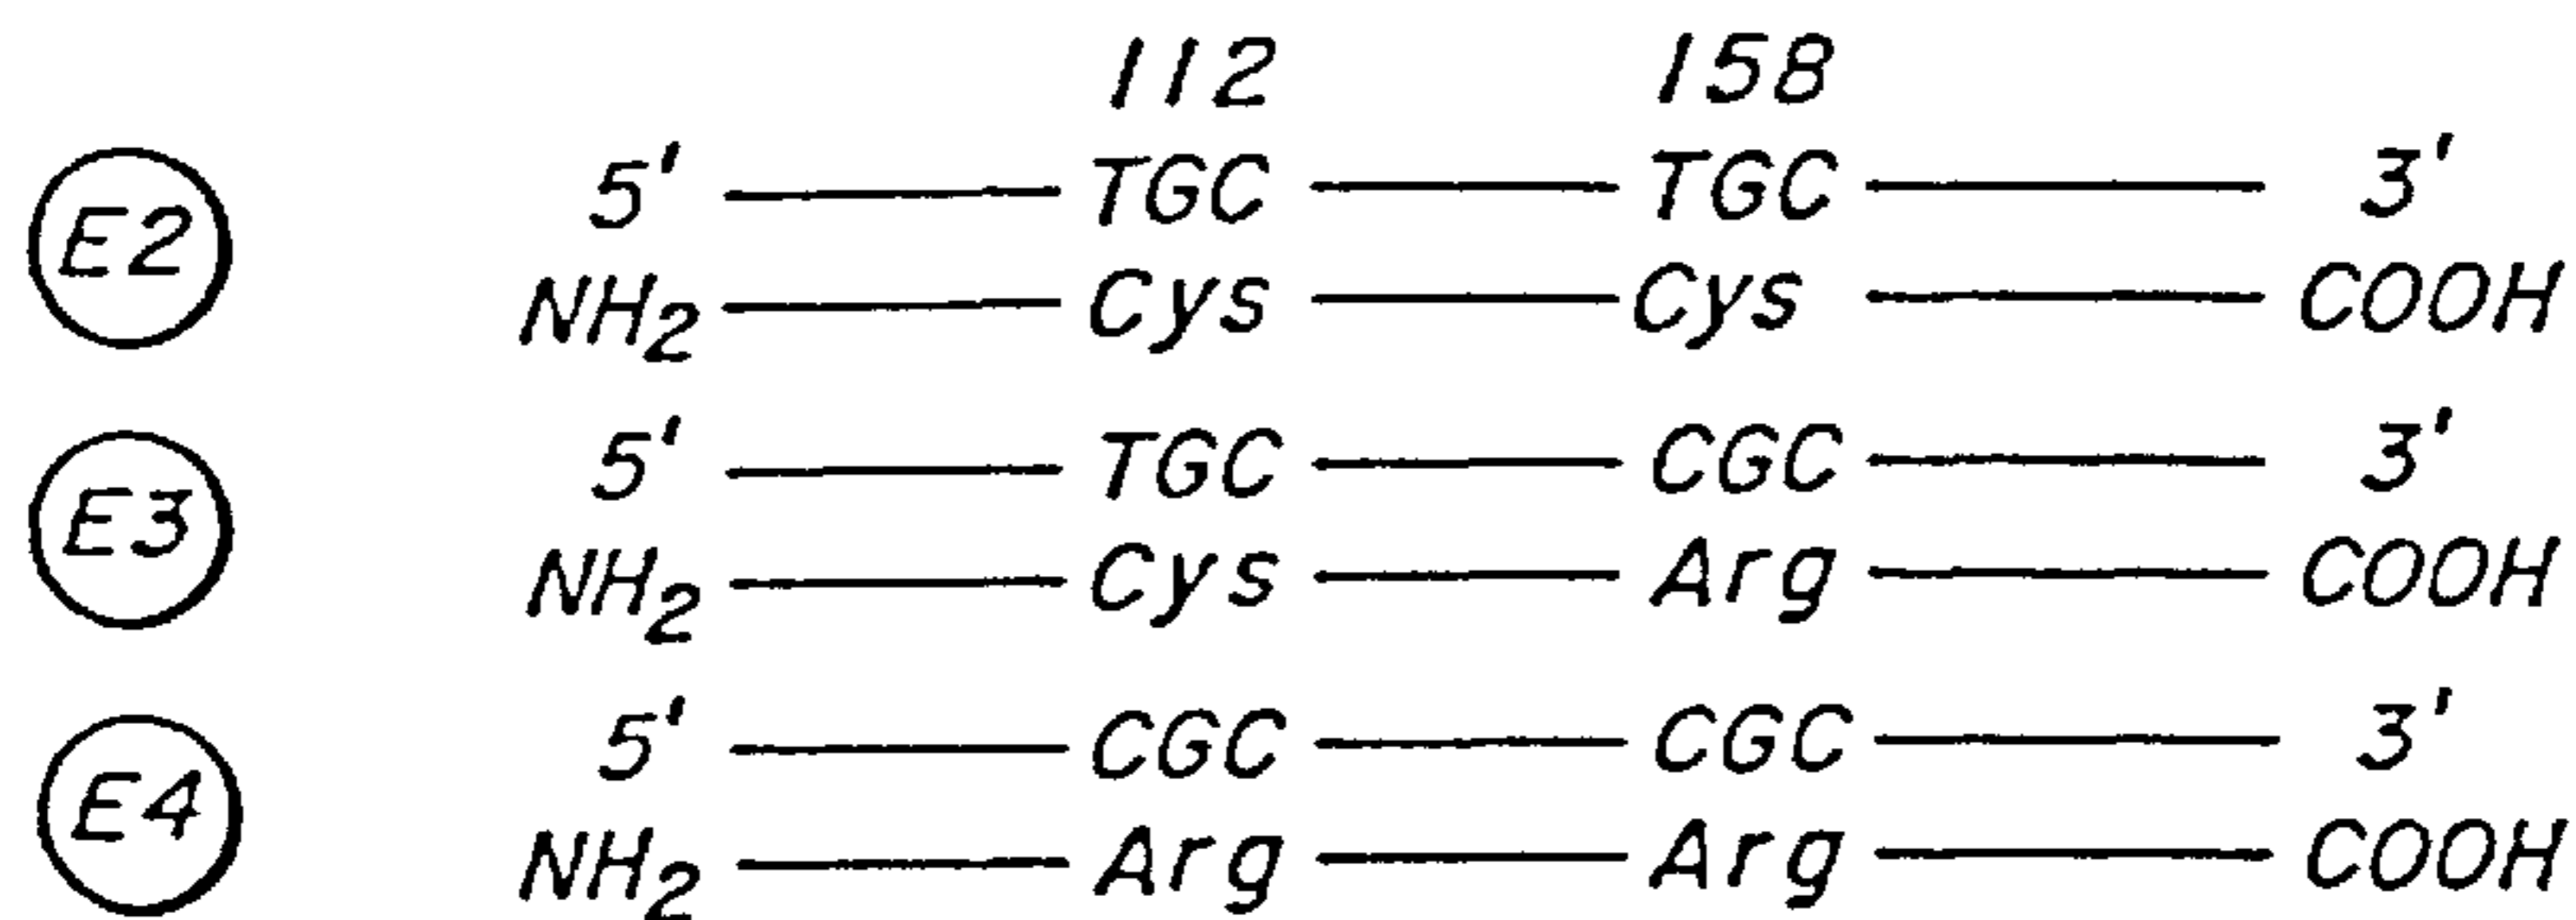 112 158
5' TGC TGC 3'
E2
NH2 Cys Cys COOH
5' TGC CGC 3'
E3
NH2 Cys Arg COOH
5' CGC CGC 3'
E4
NH2 Arg Arg COOH